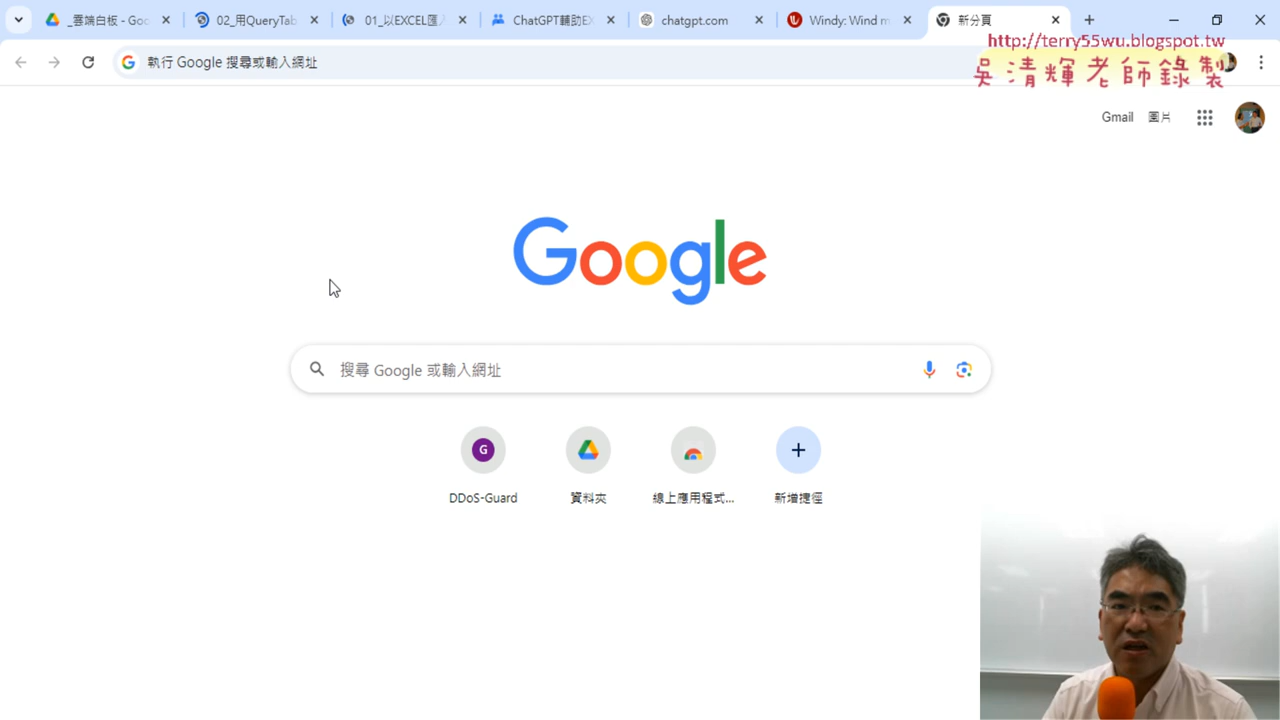 _雲端白板 - Goo
02_用QueryTab
01_以EXCEL匯入
ChatGPT輔助EX
chatgpt.com
Windy: Wind m
新分頁
http://terry55wu.blogspot.tw
執行 Google 搜尋或輸入網址
吳清輝老師錄製
Gmail
圖片
Google
搜尋 Google 或輸入網址
G
DDoS-Guard
資料夾
線上應用程式...
新增捷徑